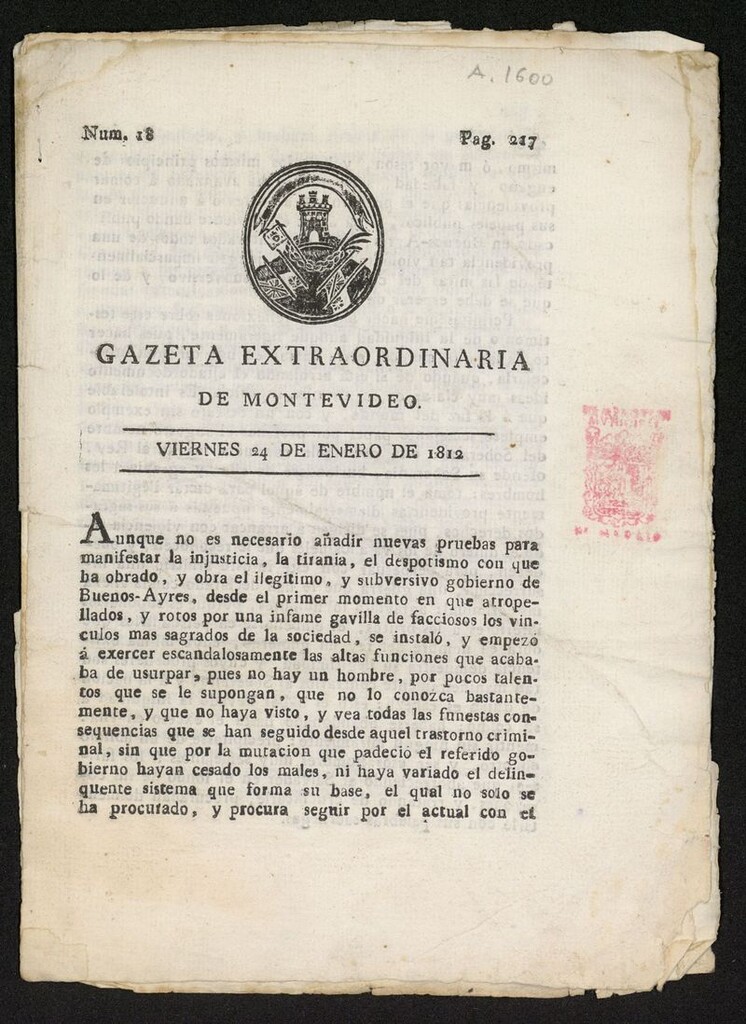 A. 1600
Num. 18
Pag. 217
GAZETA EXTRAORDINARIA
DE MONTEVIDEO.
VIERNES 24 DE ENERO DE 1812
Aunque no es necesario añadir nuevas pruebas para
manifestar la injusticia, la tirania, el despotismo con que
ha obrado, y obra el ilegitimo, y subversivo gobierno de
Buenos-Ayres, desde el primer momento en que atrope-
llados, y rotos por una infame gavilla de facciosos los vin-
culos mas sagrados de la sociedad, se instaló, y empezó
á exercer escandalosamente las altas funciones que acaba-
ba de usurpar, pues no hay un hombre, por pocos talen-
tos que se le supongan, que no lo conozca bastante-
mente, y que no haya visto, y vea todas las funestas con-
sequencias que se han seguido desde aquel trastorno crimi-
nal, sin que por la mutacion que padeció el referido go-
bierno hayan cesado los males, ni haya variado el delin-
quente sistema que forma su base, el qual no solo se
ha procurado, y procura seguir por el actual con el